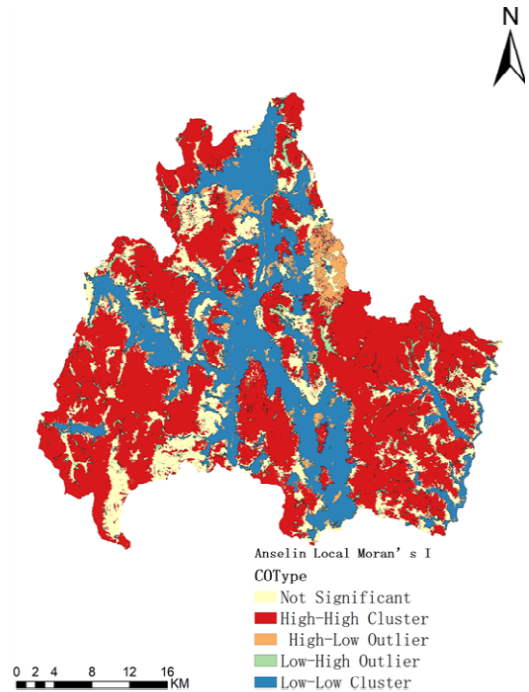 N
Anselin Local Moran's I
COType
Not Significant
High-High Cluster
High-Low Outlier
Low-High Outlier
Low-Low Cluster
0 2 4 8 12 16
KM